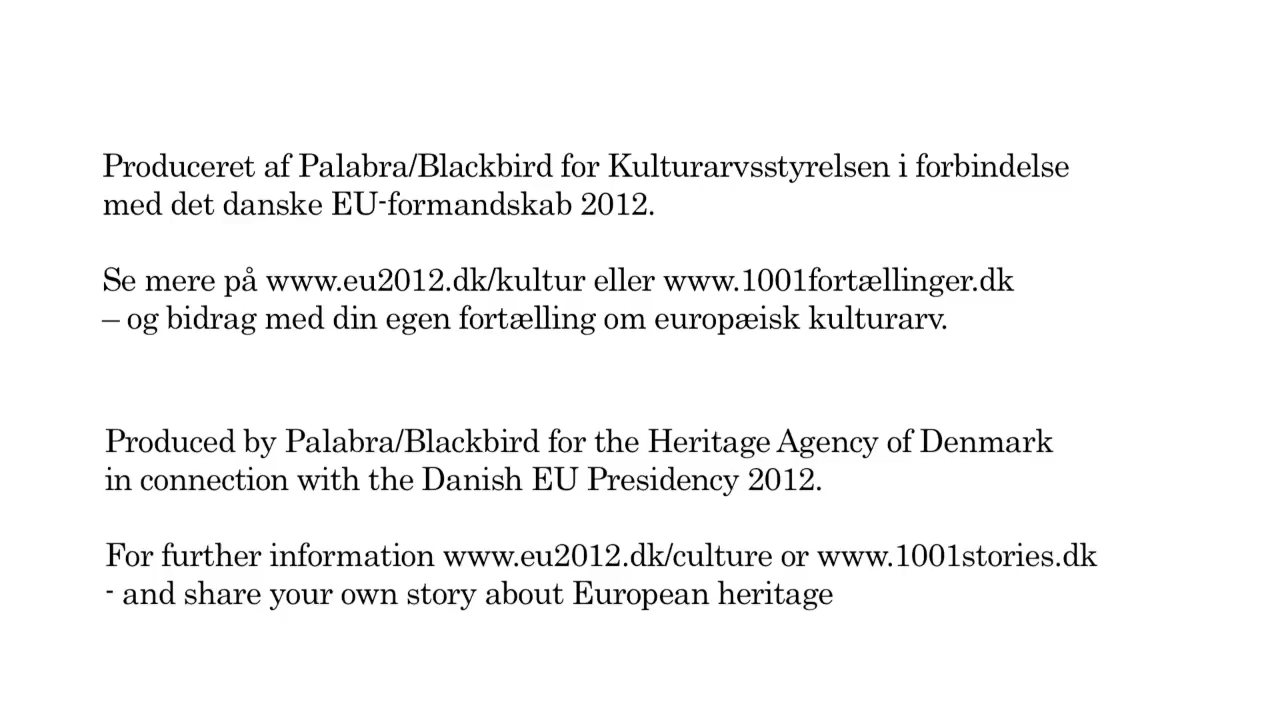 Produceret af Palabra/Blackbird for Kulturarvsstyrelsen i forbindelse
med det danske EU-formandskab 2012.
Se mere på www.eu2012.dk/kultur eller www.1001fortællinger.dk
– og bidrag med din egen fortælling om europæisk kulturarv.
Produced by Palabra/Blackbird for the Heritage Agency of Denmark
in connection with the Danish EU Presidency 2012.
For further information www.eu2012.dk/culture or www.1001stories.dk
- and share your own story about European heritage